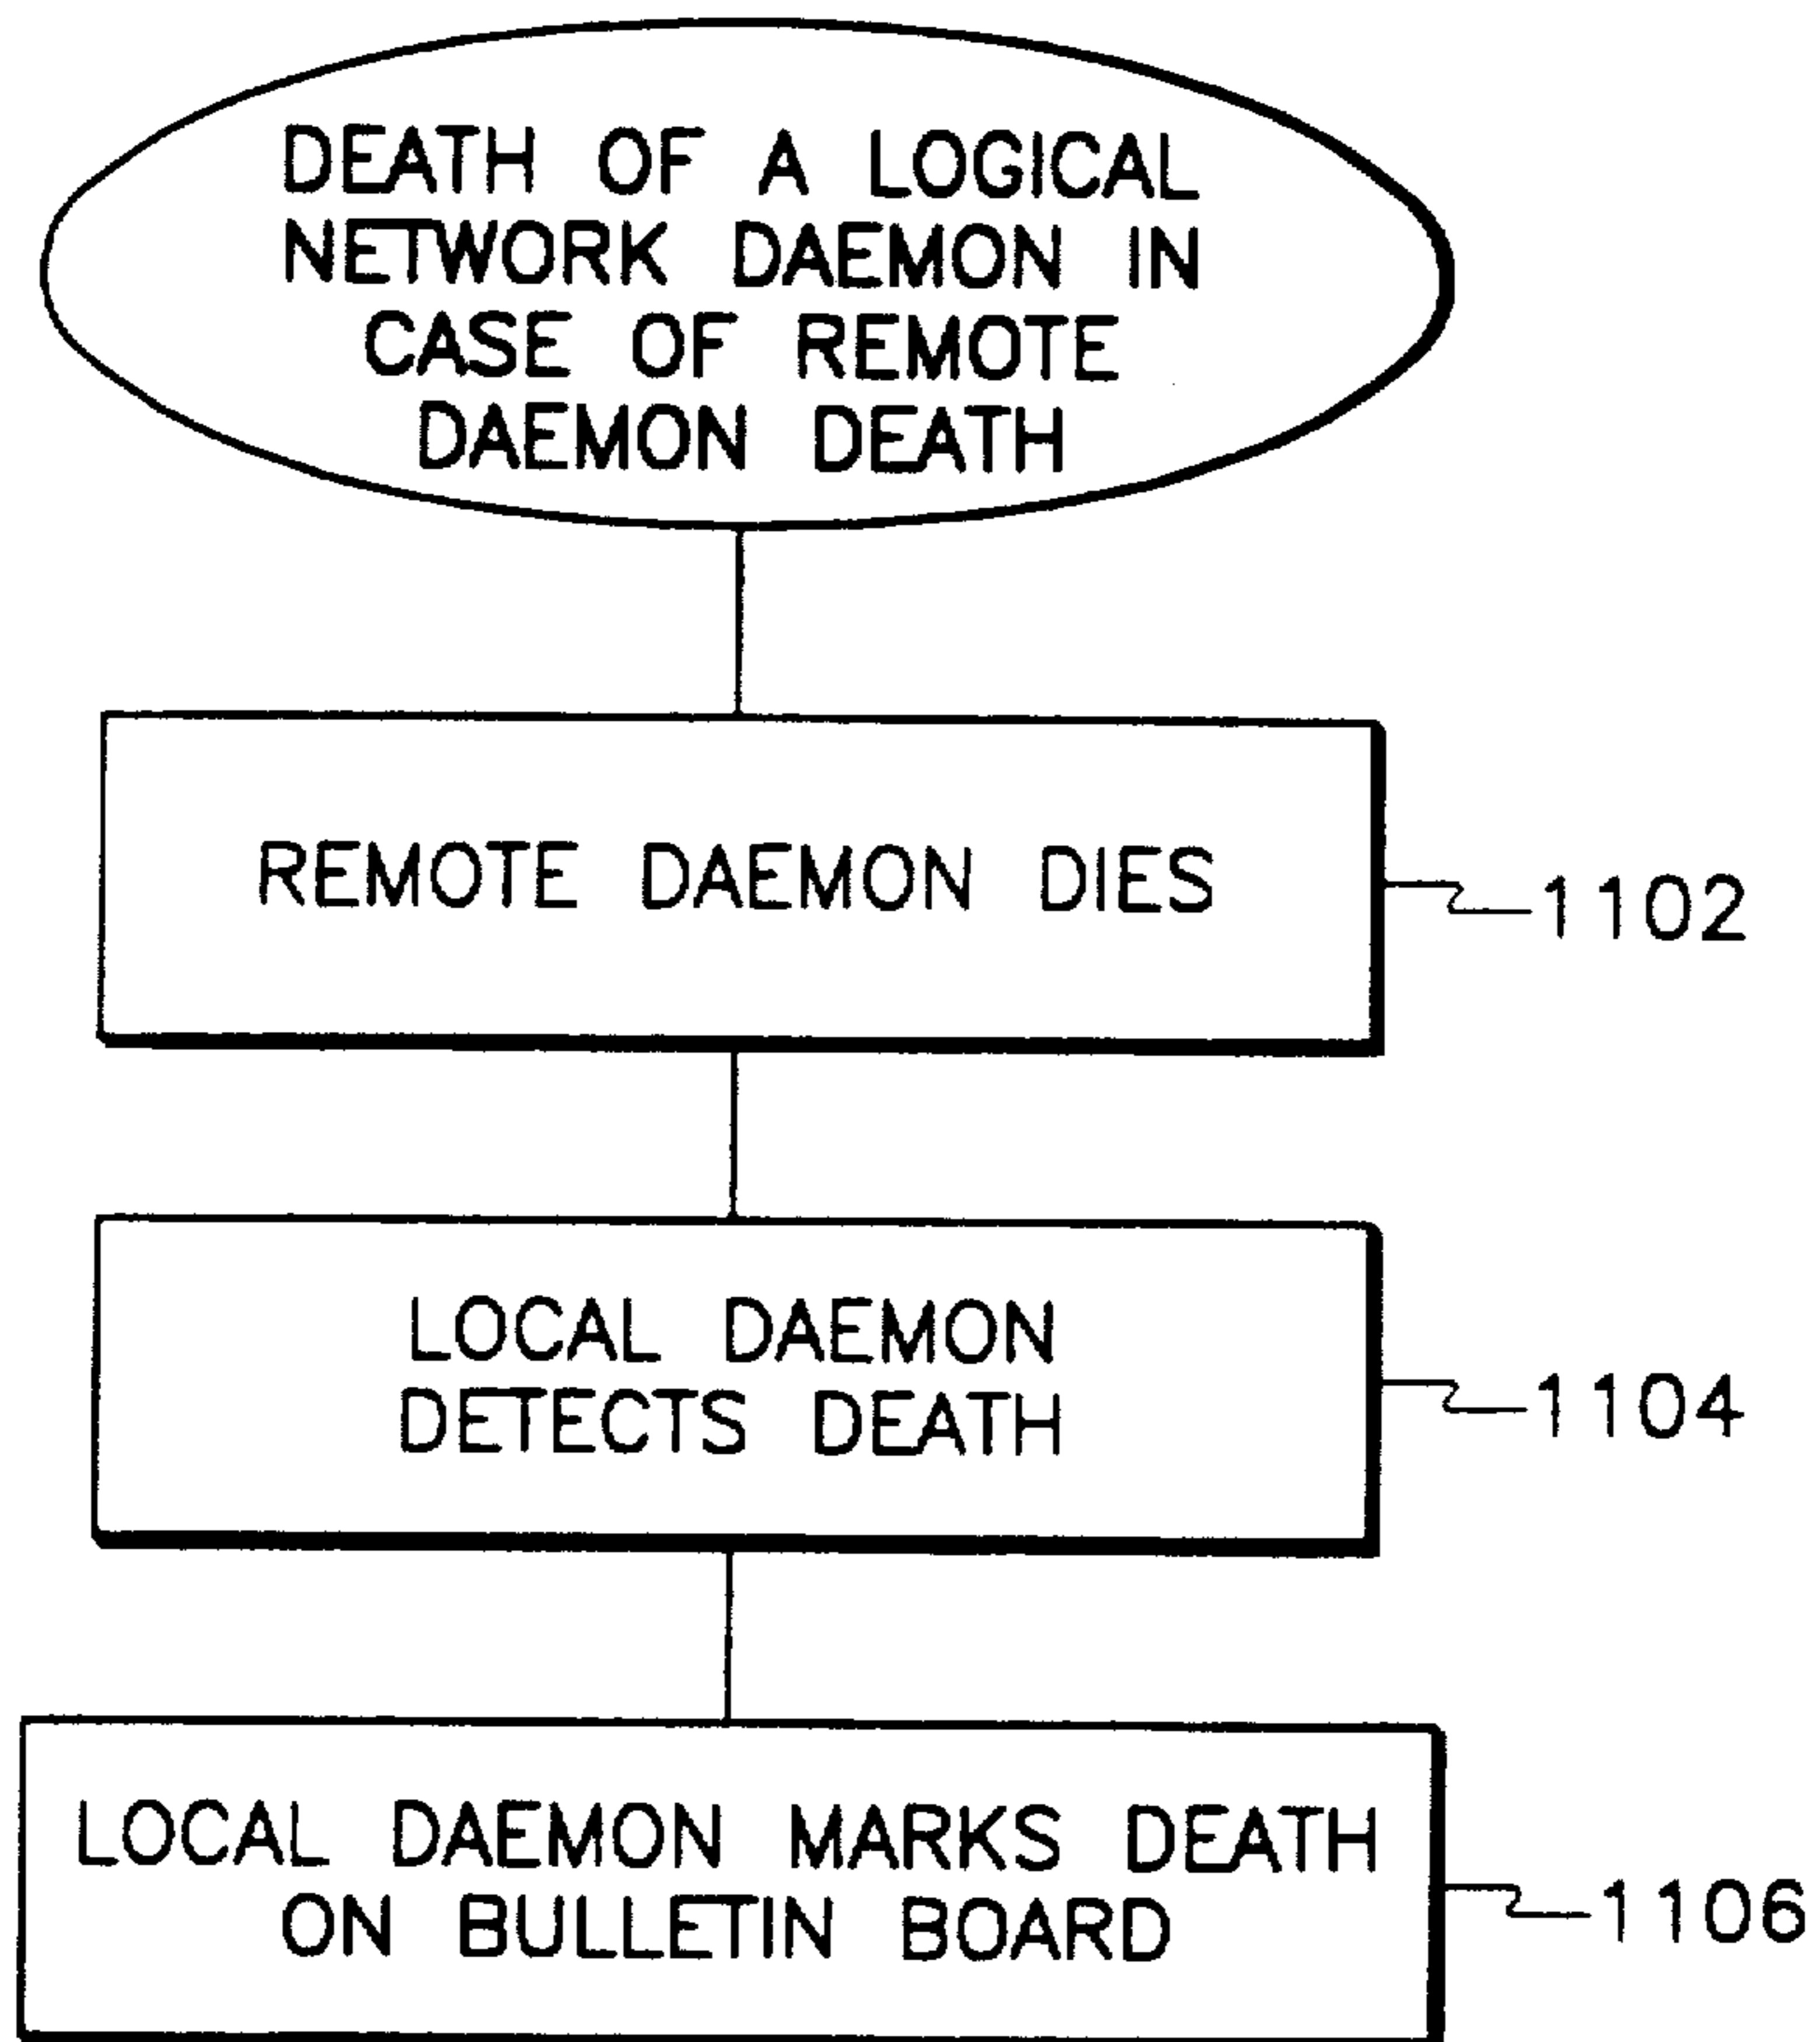 DEATH OF A LOGICAL
NETWORK DAEMON IN
CASE OF REMOTE
DAEMON DEATH
REMOTE DAEMON DIES
1102
LOCAL DAEMON
DETECTS DEATH
1104
LOCAL DAEMON MARKS DEATH
ON BULLETIN BOARD
1106